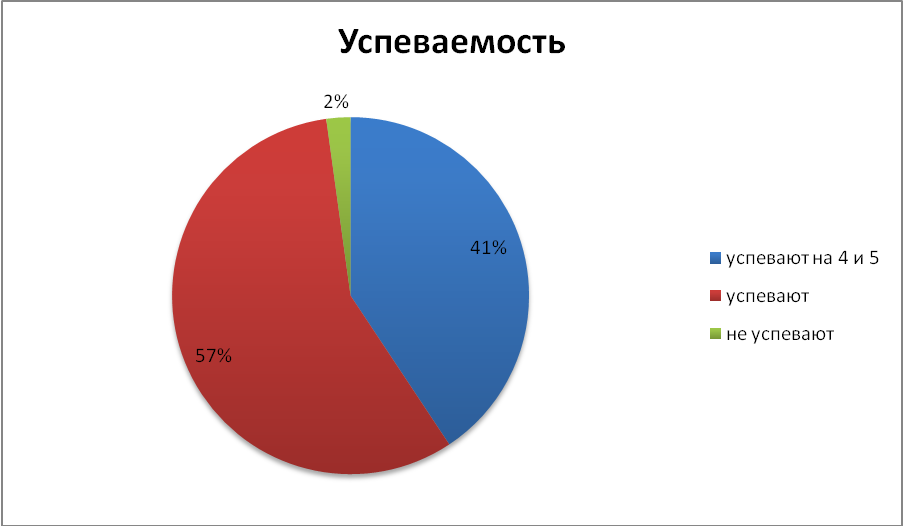 Успеваемость
2%
41%
57%
успевают на 4 и 5
успевают
не успевают